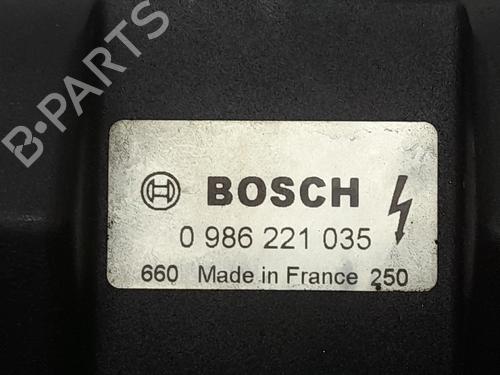 B-PARTS
BOSCH
0 986 221 035
660 Made in France 250